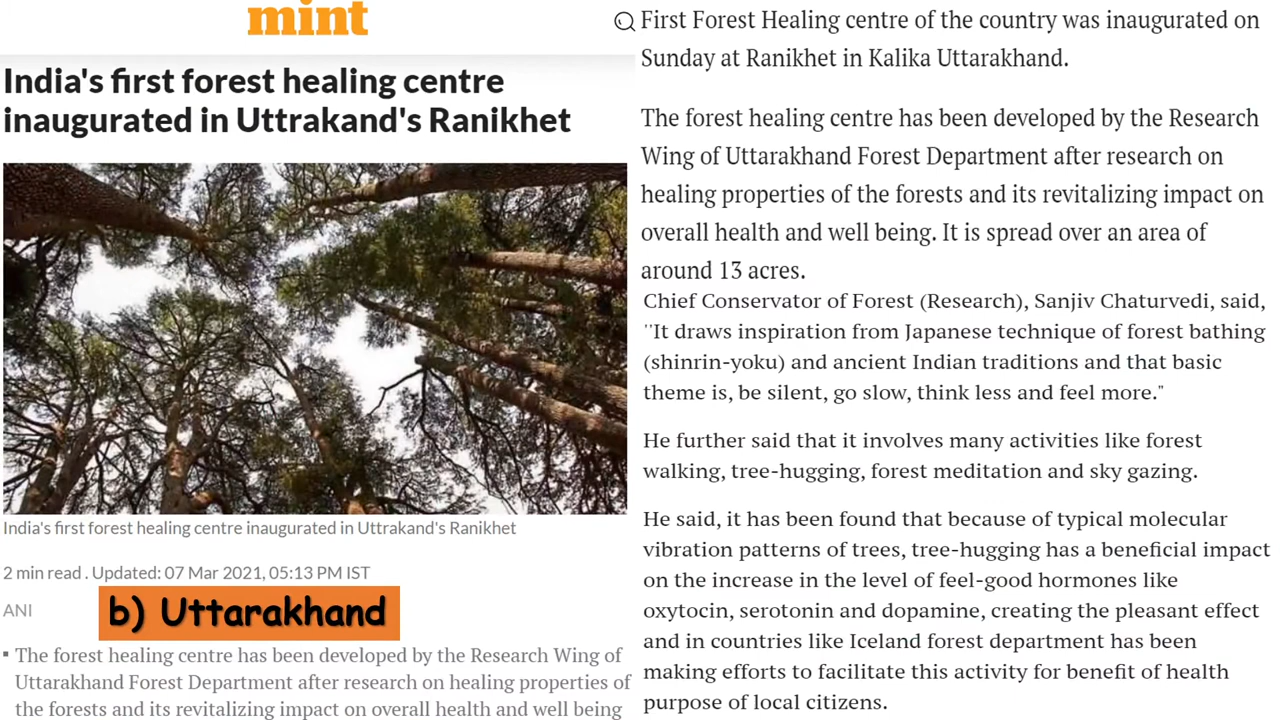 mint
India's first forest healing centre
inaugurated in Uttrakand's Ranikhet
India's first forest healing centre inaugurated in Uttrakand's Ranikhet
2 min read . Updated: 07 Mar 2021, 05:13 PM IST
ANI
b) Uttarakhand
▪ The forest healing centre has been developed by the Research Wing of
Uttarakhand Forest Department after research on healing properties of
the forests and its revitalizing impact on overall health and well being
First Forest Healing centre of the country was inaugurated on
Sunday at Ranikhet in Kalika Uttarakhand.
The forest healing centre has been developed by the Research
Wing of Uttarakhand Forest Department after research on
healing properties of the forests and its revitalizing impact on
overall health and well being. It is spread over an area of
around 13 acres.
Chief Conservator of Forest (Research), Sanjiv Chaturvedi, said,
''It draws inspiration from Japanese technique of forest bathing
(shinrin-yoku) and ancient Indian traditions and that basic
theme is, be silent, go slow, think less and feel more."
He further said that it involves many activities like forest
walking, tree-hugging, forest meditation and sky gazing.
He said, it has been found that because of typical molecular
vibration patterns of trees, tree-hugging has a beneficial impact
on the increase in the level of feel-good hormones like
oxytocin, serotonin and dopamine, creating the pleasant effect
and in countries like Iceland forest department has been
making efforts to facilitate this activity for benefit of health
purpose of local citizens.